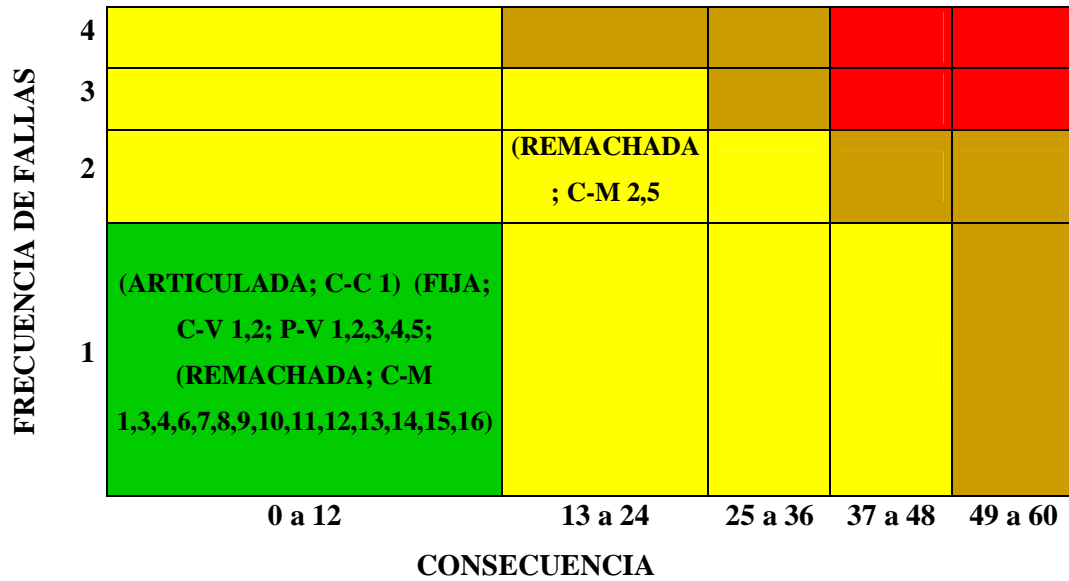 FRECUENCIA DE FALLAS
4
3
2
(REMACHADA
; C-M 2,5
1
(ARTICULADA; C-C 1) (FIJA;
C-V 1,2; P-V 1,2,3,4,5;
(REMACHADA; C-M
1,3,4,6,7,8,9,10,11,12,13,14,15,16)
0 a 12 13 a 24 25 a 36 37 a 48 49 a 60
CONSECUENCIA